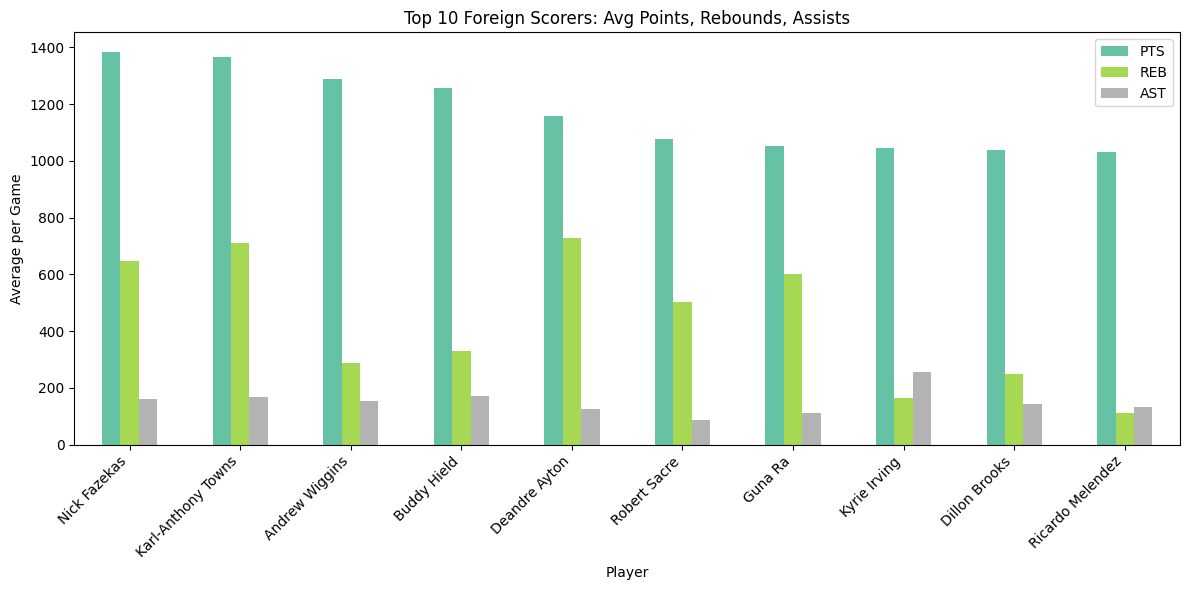 Top 10 Foreign Scorers: Avg Points, Rebounds, Assists
PTS
REB
AST
Average per Game
1400
1200
1000
800
600
400
200
0
Nick Fazekas
Karl-Anthony Towns
Andrew Wiggins
Buddy Hield
Deandre Ayton
Robert Sacre
Guna Ra
Kyrie Irving
Dillon Brooks
Ricardo Melendez
Player